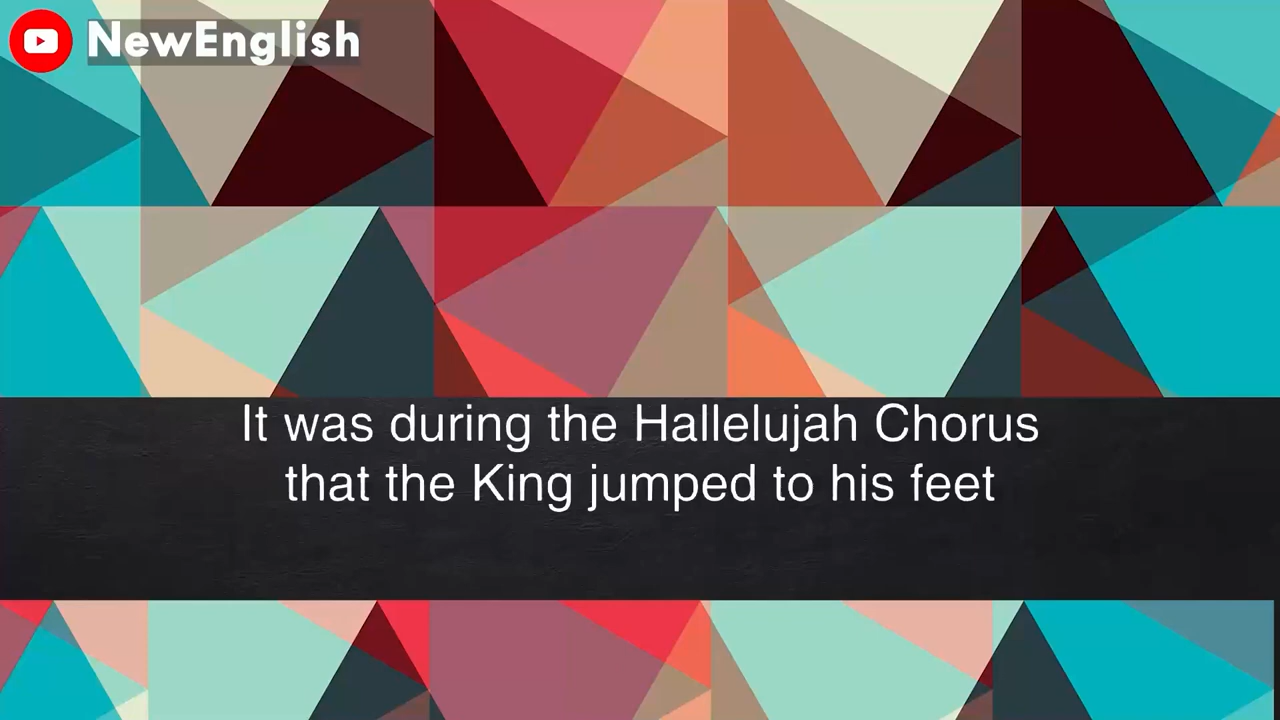 NewEnglish
It was during the Hallelujah Chorus
that the King jumped to his feet